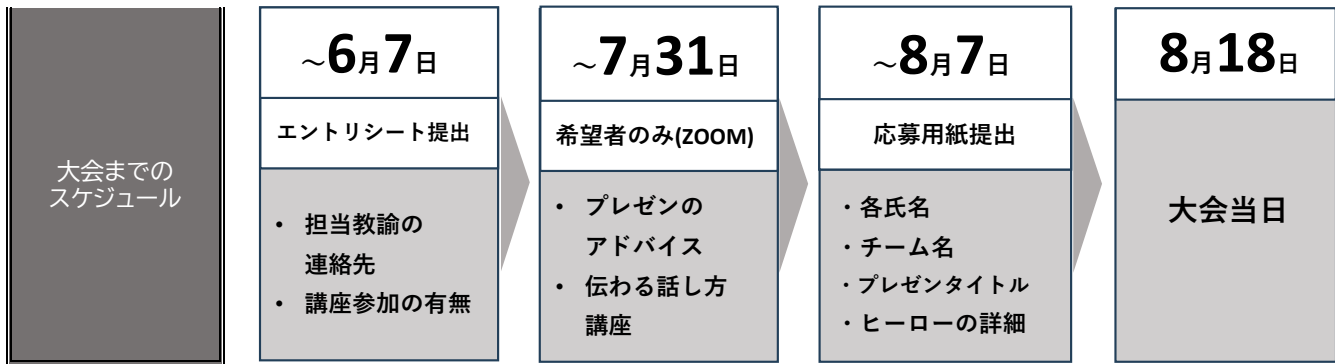 大会までの
スケジュール
～6月7日
エントリシート提出
• 担当教諭の
連絡先
• 講座参加の有無
～7月31日
希望者のみ(ZOOM)
• プレゼンの
アドバイス
• 伝わる話し方
講座
～8月7日
応募用紙提出
・各氏名
・チーム名
・プレゼンタイトル
・ヒーローの詳細
8月18日
大会当日